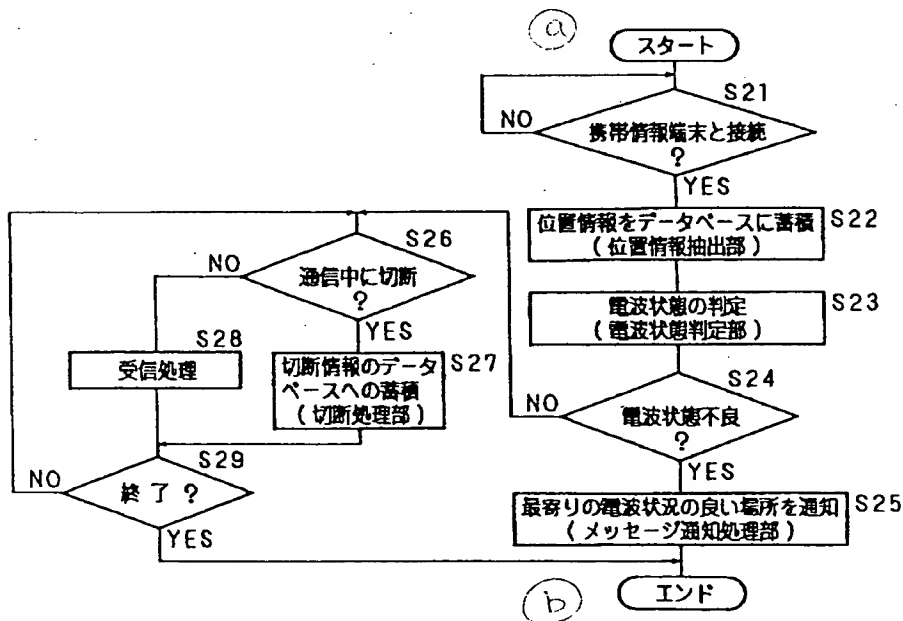 a
スタート
S21
NO
携帯情報端末と接続
?
YES
位置情報をデータベースに蓄積
(位置情報抽出部)
S22
電波状態の判定
(電波状態判定部)
S23
S24
NO
電波状態不良
?
YES
最寄りの電波状況の良い場所を通知
(メッセージ通知処理部)
S25
S26
NO
通信中に切断
?
YES
S28
受信処理
切断情報のデータ
ベースへの蓄積
(切断処理部)
S27
S29
NO
終了?
YES
エンド
b